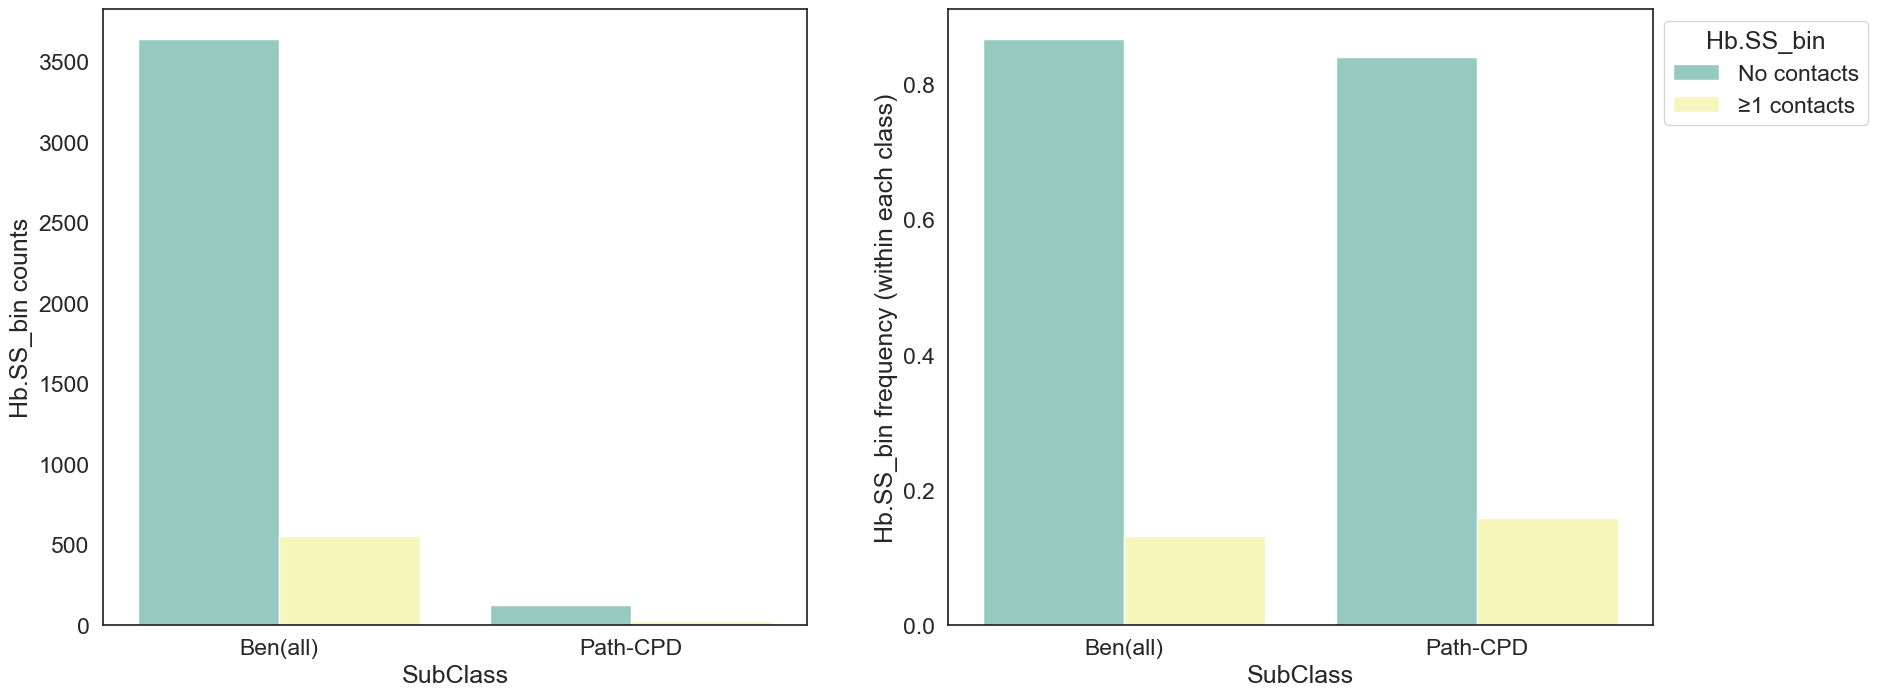 Hb.SS_bin counts
3500
3000
2500
2000
1500
1000
500
0
Ben(all)
Path-CPD
SubClass
Hb.SS_bin frequency (within each class)
0.8
0.6
0.4
0.2
0.0
Ben(all)
Path-CPD
SubClass
Hb.SS_bin
No contacts
≥1 contacts